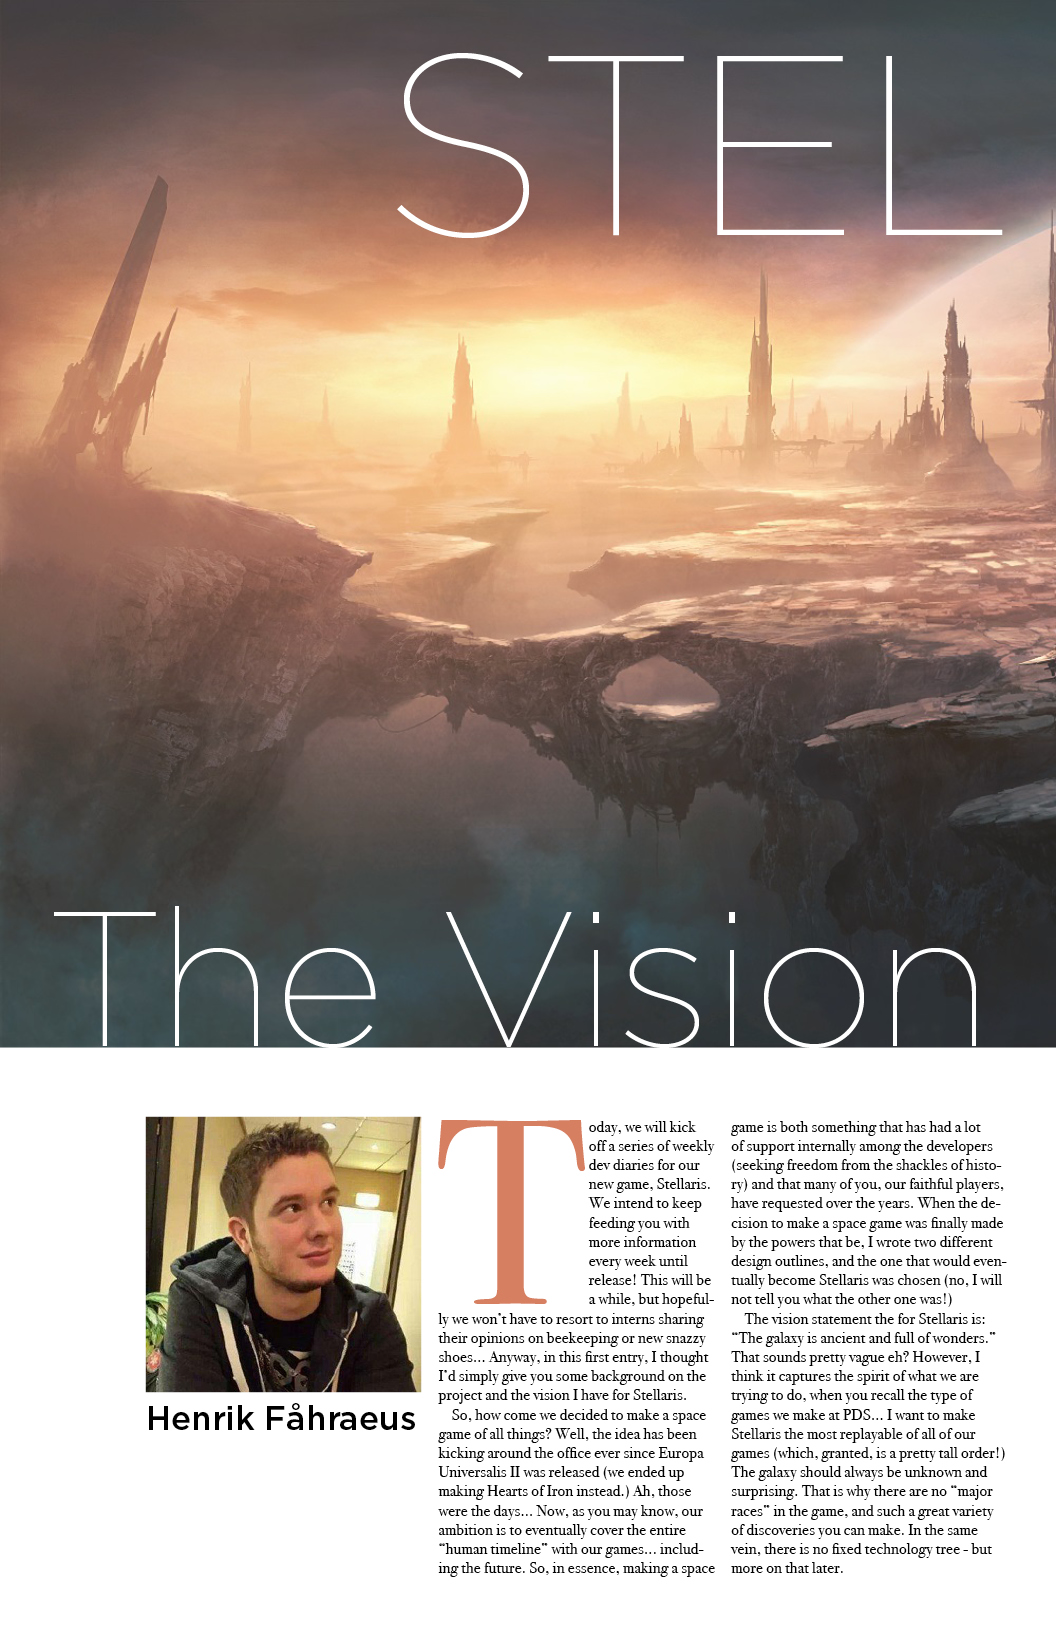 STEL
The Vision
Henrik Fåhraeus
Today, we will kick
off a series of weekly
dev diaries for our
new game, Stellaris.
We intend to keep
feeding you with
more information
every week until
release! This will be
a while, but hopeful-
ly we won't have to resort to interns sharing
their opinions on beekeeping or new snazzy
shoes... Anyway, in this first entry, I thought
I'd simply give you some background on the
project and the vision I have for Stellaris.
So, how come we decided to make a space
game of all things? Well, the idea has been
kicking around the office ever since Europa
Universalis II was released (we ended up
making Hearts of Iron instead.) Ah, those
were the days... Now, as you may know, our
ambition is to eventually cover the entire
“human timeline” with our games... includ-
ing the future. So, in essence, making a space
game is both something that has had a lot
of support internally among the developers
(seeking freedom from the shackles of histo-
ry) and that many of you, our faithful players,
have requested over the years. When the de-
cision to make a space game was finally made
by the powers that be, I wrote two different
design outlines, and the one that would even-
tually become Stellaris was chosen (no, I will
not tell you what the other one was!)
The vision statement the for Stellaris is:
“The galaxy is ancient and full of wonders.”
That sounds pretty vague eh? However, I
think it captures the spirit of what we are
trying to do, when you recall the type of
games we make at PDS... I want to make
Stellaris the most replayable of all of our
games (which, granted, is a pretty tall order!)
The galaxy should always be unknown and
surprising. That is why there are no “major
races” in the game, and such a great variety
of discoveries you can make. In the same
vein, there is no fixed technology tree - but
more on that later.